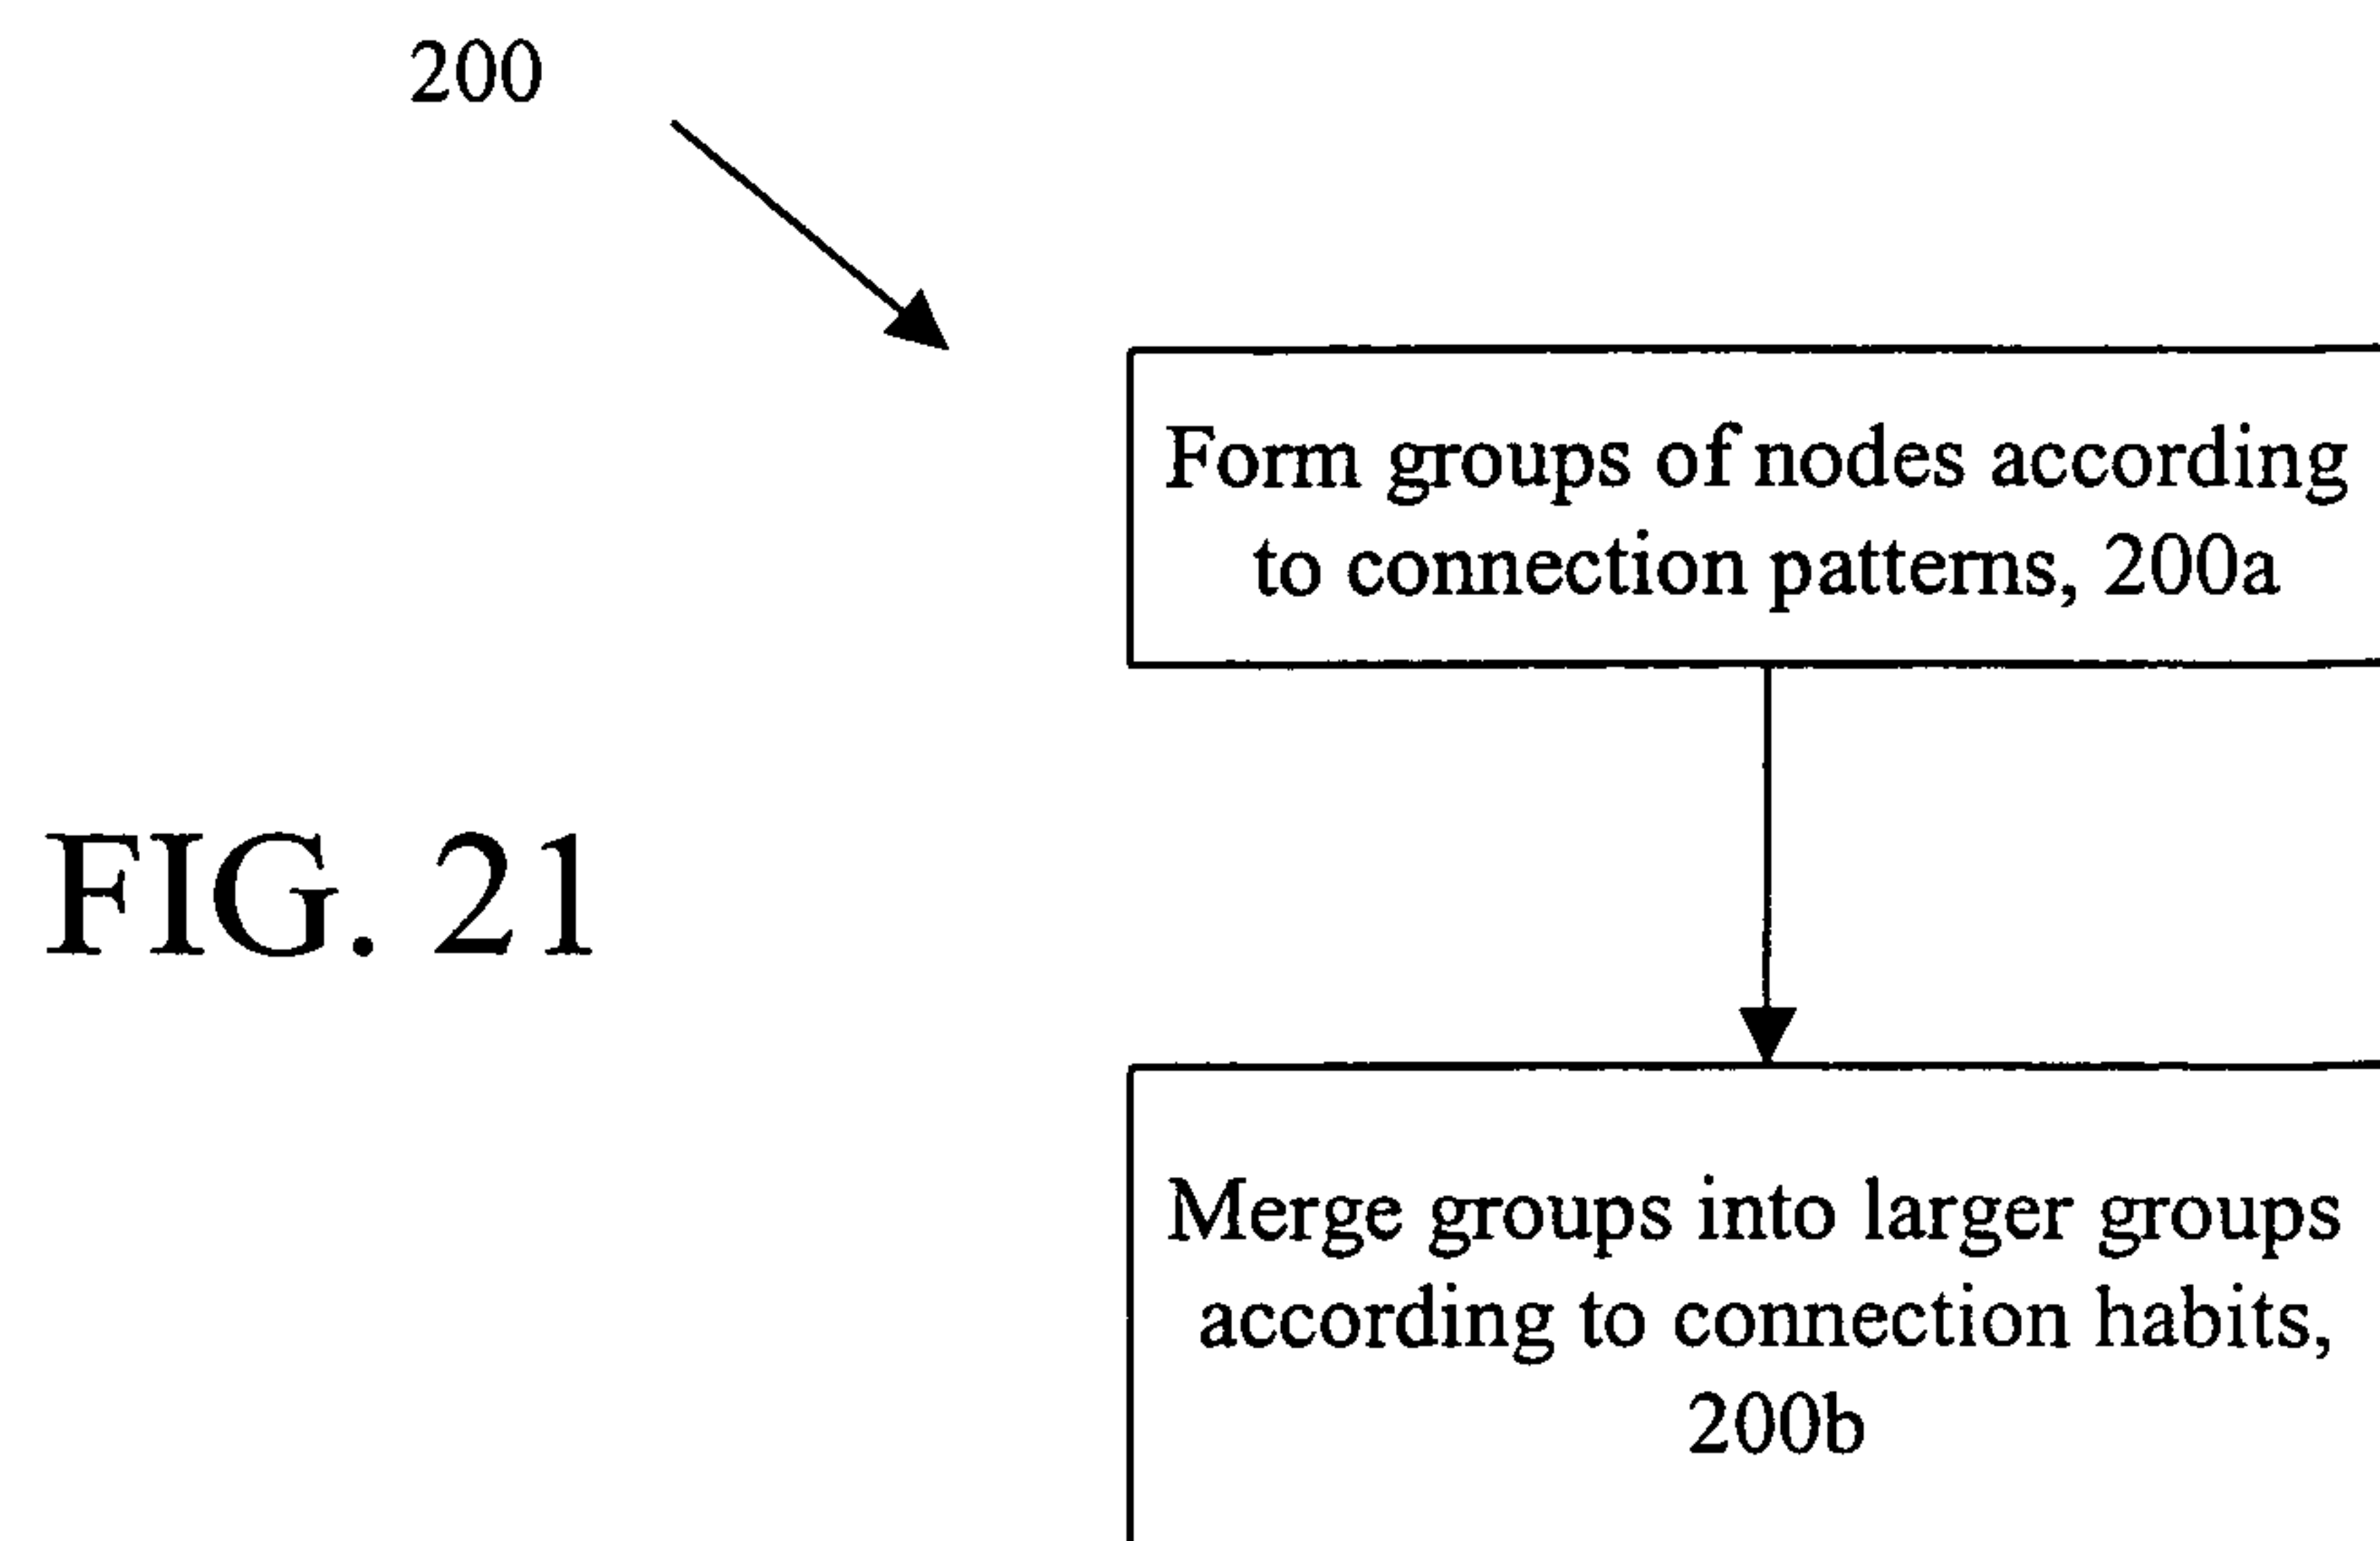 200
Form groups of nodes according
to connection patterns, 200a
FIG. 21
Merge groups into larger groups
according to connection habits,
200b